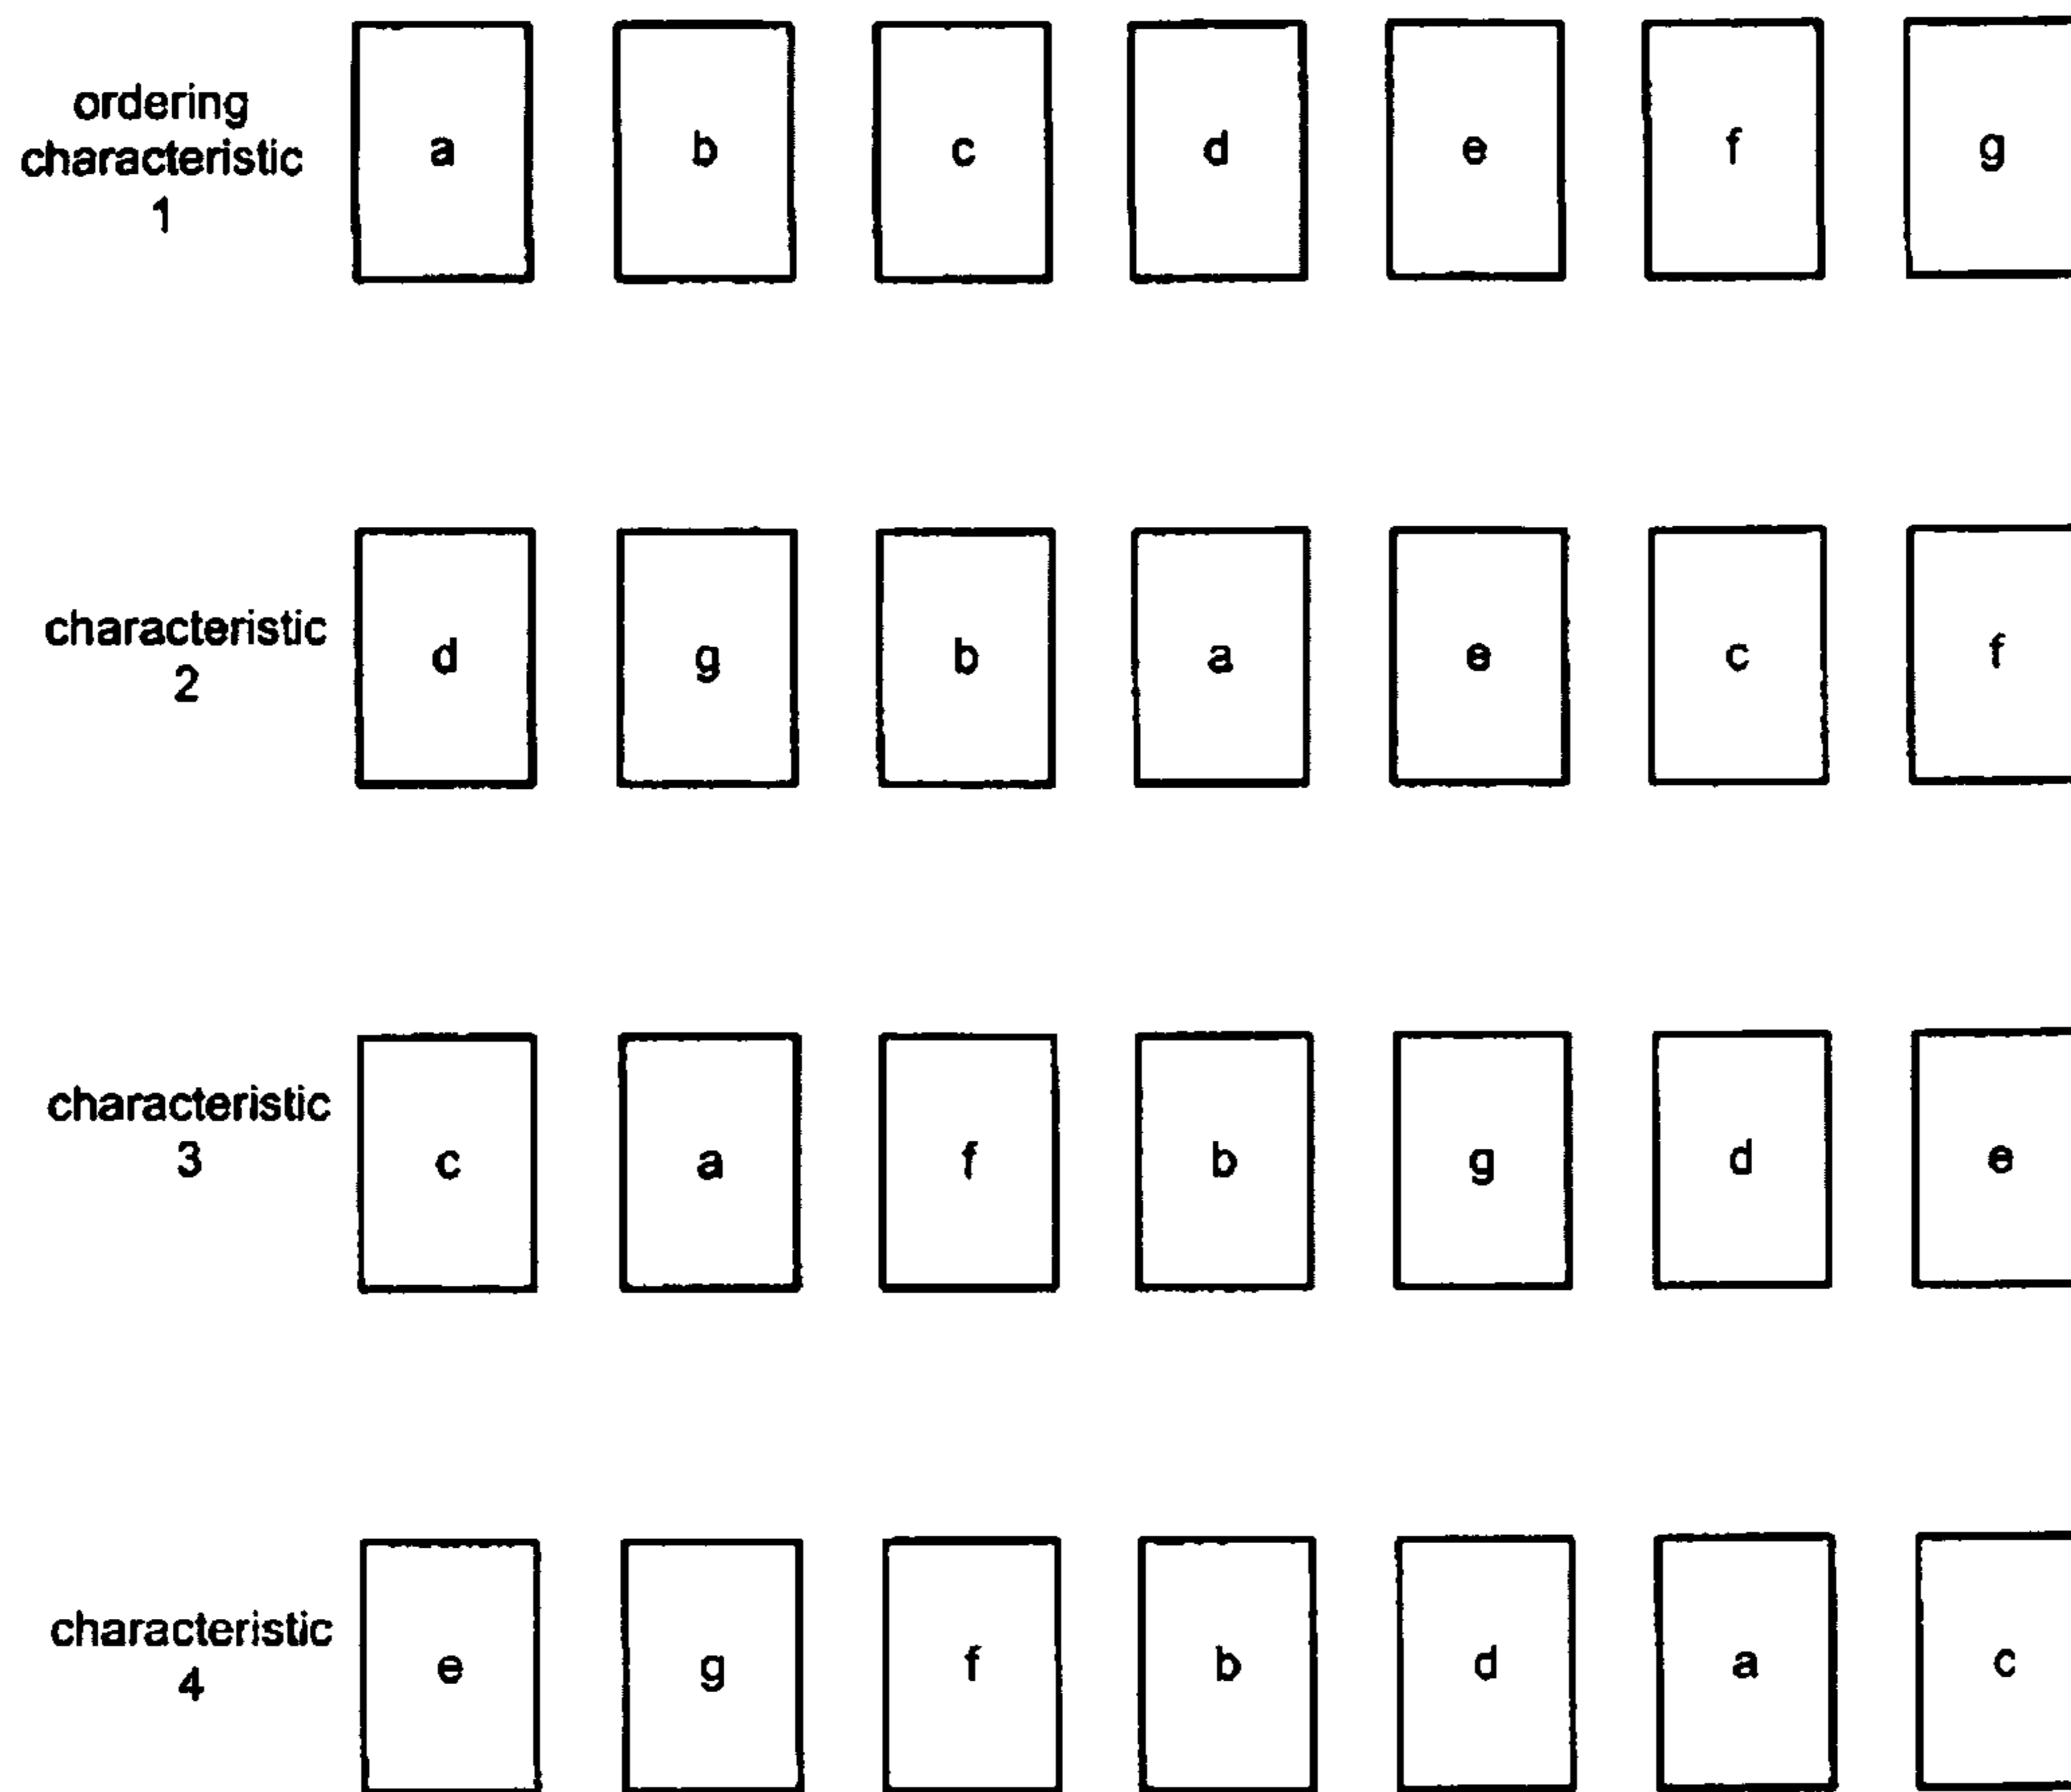 ordering
characteristic
1
a b c d e f g
characteristic
2
d g b a e c f
characteristic
3
c a f b g d e
characteristic
4
e g f b d a c